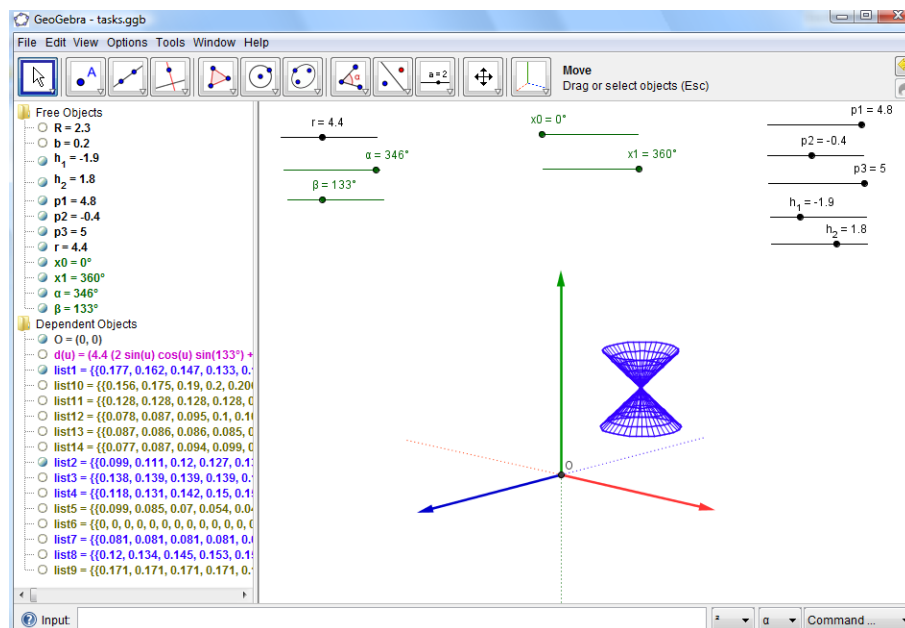 GeoGebra - tasks.ggb
File Edit View Options Tools Window Help
A
α
a = 2
Move
Drag or select objects (Esc)
Free Objects
R = 2.3
b = 0.2
h₁ = -1.9
h₂ = 1.8
p1 = 4.8
p2 = -0.4
p3 = 5
r = 4.4
x0 = 0°
x1 = 360°
α = 346°
β = 133°
Dependent Objects
O = (0, 0)
d(u) = (4.4 (2 sin(u) cos(u) sin(133°) +
list1 = {{0.177, 0.162, 0.147, 0.133, 0.
list10 = {{0.156, 0.175, 0.19, 0.2, 0.20
list11 = {{0.128, 0.128, 0.128, 0.128, 0
list12 = {{0.078, 0.087, 0.095, 0.1, 0.1
list13 = {{0.087, 0.086, 0.086, 0.085, 0
list14 = {{0.077, 0.087, 0.094, 0.099, 0
list2 = {{0.099, 0.111, 0.12, 0.127, 0.1
list3 = {{0.138, 0.139, 0.139, 0.139, 0.
list4 = {{0.118, 0.131, 0.142, 0.15, 0.1
list5 = {{0.099, 0.085, 0.07, 0.054, 0.0
list6 = {{0, 0, 0, 0, 0, 0, 0, 0, 0, 0, 0,
list7 = {{0.081, 0.081, 0.081, 0.081, 0.
list8 = {{0.12, 0.134, 0.145, 0.153, 0.1
list9 = {{0.171, 0.171, 0.171, 0.171, 0.
r = 4.4
α = 346°
β = 133°
x0 = 0°
x1 = 360°
p1 = 4.8
p2 = -0.4
p3 = 5
h₁ = -1.9
h₂ = 1.8
O
Input:
²
α
Command ...